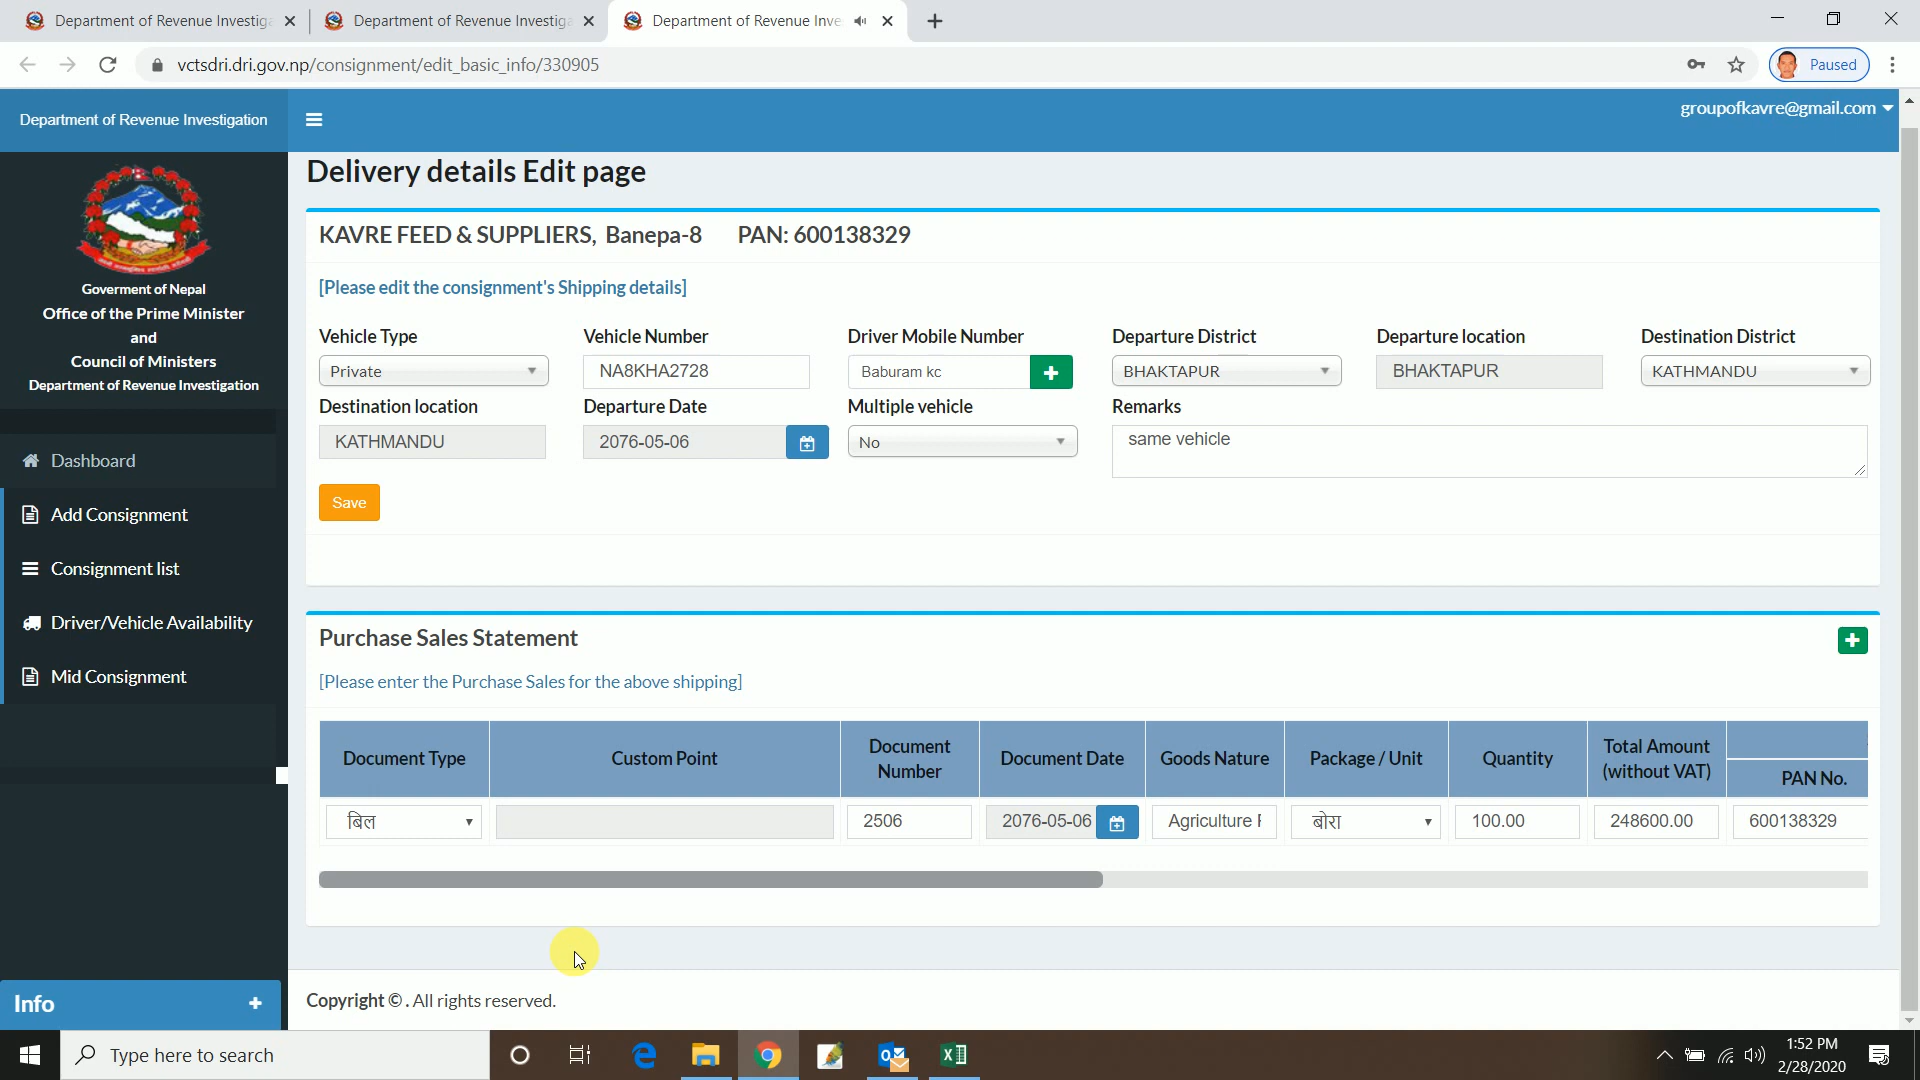 Department of Revenue Investiga
Department of Revenue Investiga
Department of Revenue Inve
vctsdri.dri.gov.np/consignment/edit_basic_info/330905
Paused
Department of Revenue Investigation
groupofkavre@gmail.com
Goverment of Nepal
Office of the Prime Minister
and
Council of Ministers
Department of Revenue Investigation
Dashboard
Add Consignment
Consignment list
Driver/Vehicle Availability
Mid Consignment
Info
Delivery details Edit page
KAVRE FEED & SUPPLIERS, Banepa-8 PAN: 600138329
[Please edit the consignment's Shipping details]
Vehicle Type Vehicle Number Driver Mobile Number Departure District Departure location Destination District
Private NA8KHA2728 Baburam kc BHAKTAPUR BHAKTAPUR KATHMANDU
Destination location Departure Date Multiple vehicle Remarks
KATHMANDU 2076-05-06 No same vehicle
Save
Purchase Sales Statement
[Please enter the Purchase Sales for the above shipping]
Document Type Custom Point Document Number Document Date Goods Nature Package / Unit Quantity Total Amount (without VAT) PAN No.
बिल 2506 2076-05-06 Agriculture बोरा 100.00 248600.00 600138329
Copyright © . All rights reserved.
Type here to search
1:52 PM
2/28/2020